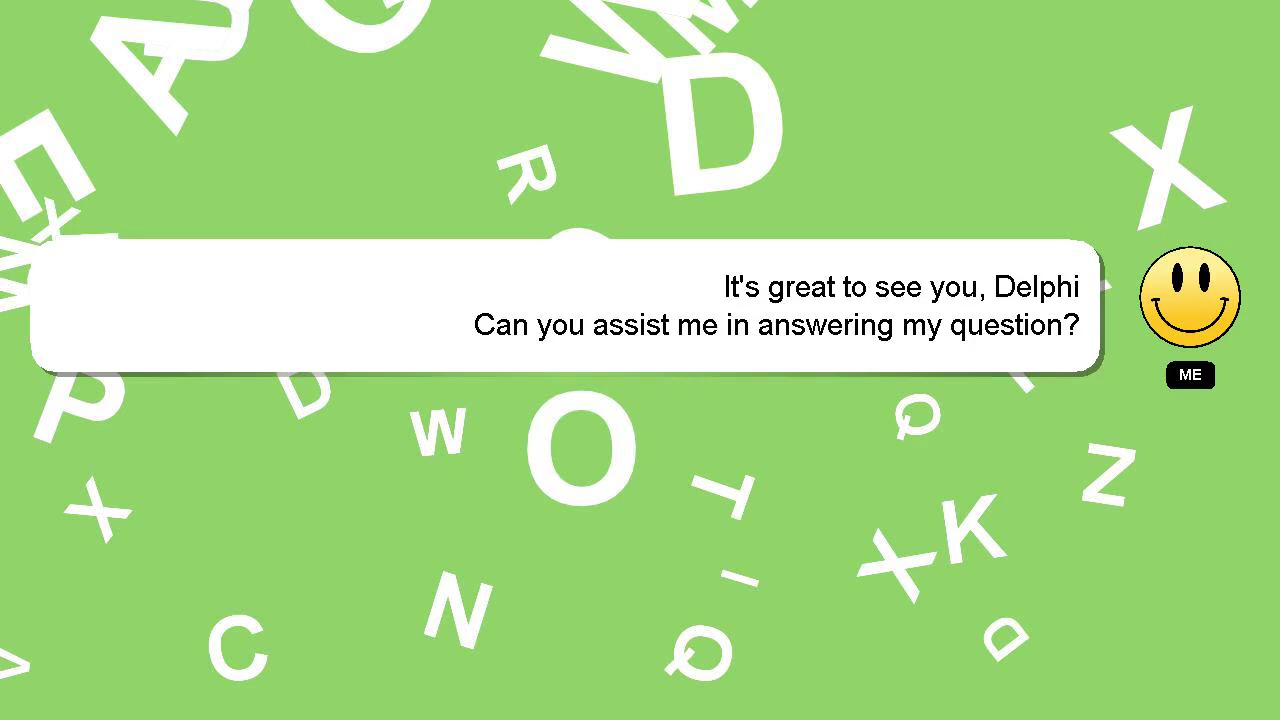 A
G
W
M
D
E
R
X
X
W
It's great to see you, Delphi
Can you assist me in answering my question?
ME
P
D
W
O
Q
T
N
Z
X
K
X
I
N
C
Q
D
V